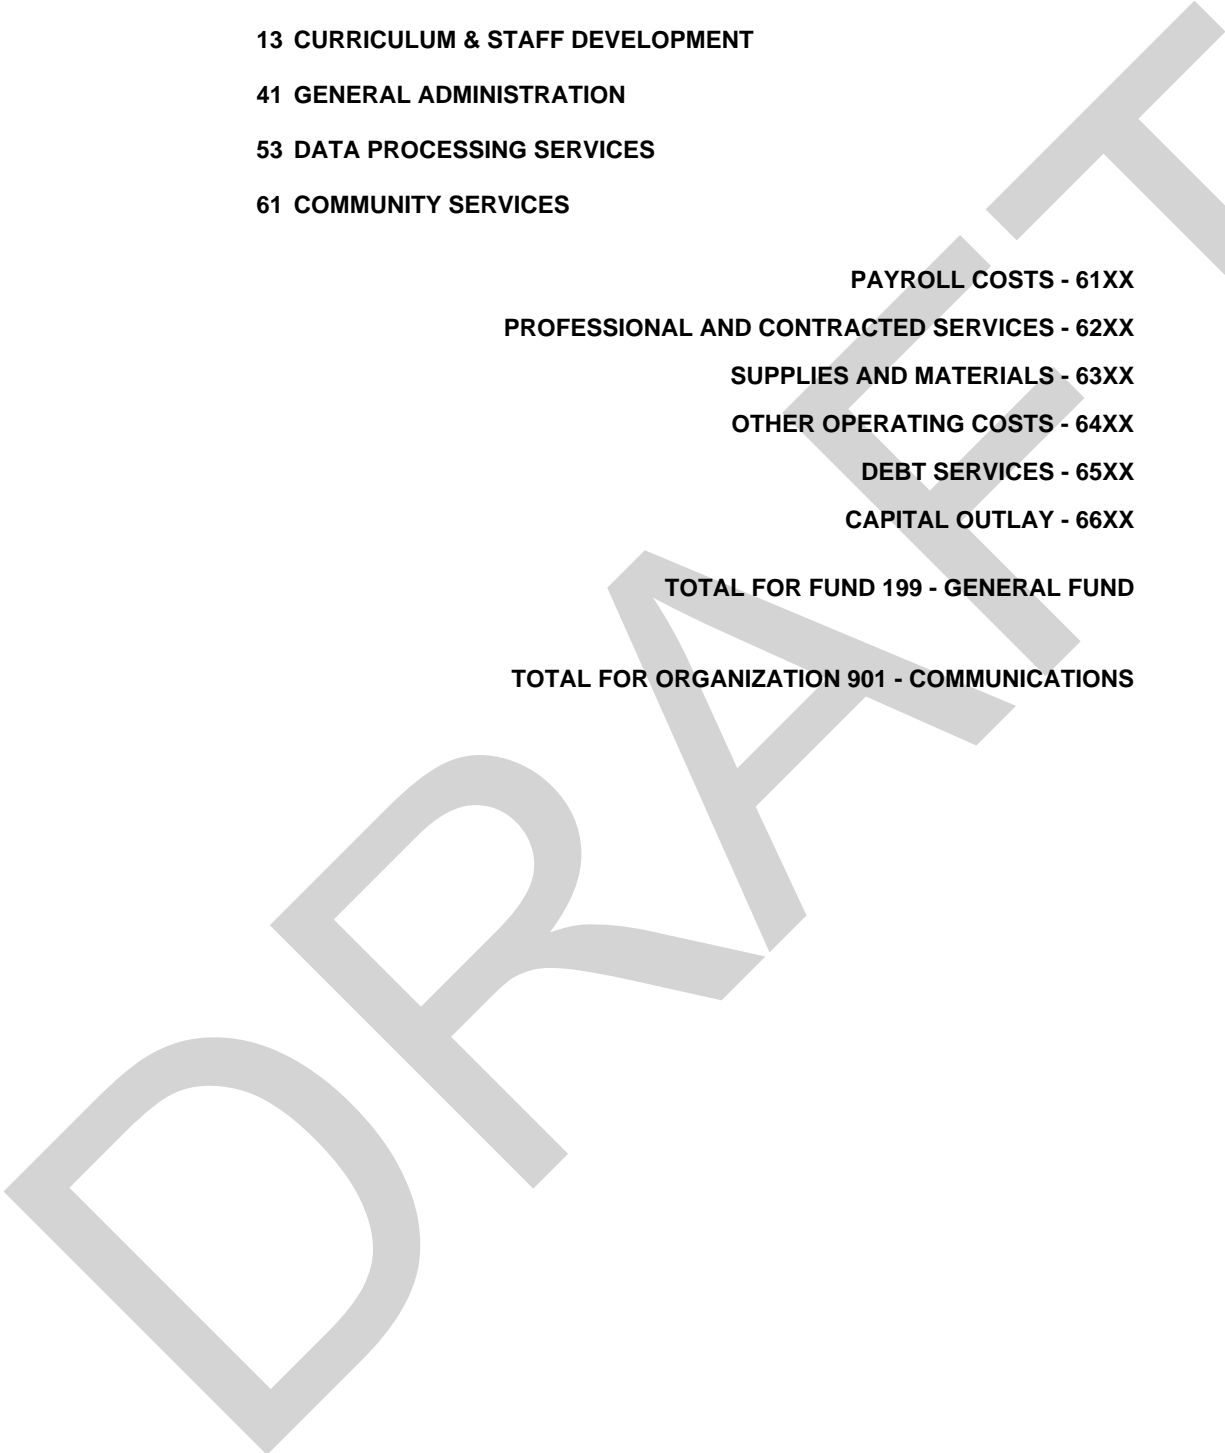 13 CURRICULUM & STAFF DEVELOPMENT
41 GENERAL ADMINISTRATION
53 DATA PROCESSING SERVICES
61 COMMUNITY SERVICES
PAYROLL COSTS - 61XX
PROFESSIONAL AND CONTRACTED SERVICES - 62XX
SUPPLIES AND MATERIALS - 63XX
OTHER OPERATING COSTS - 64XX
DEBT SERVICES - 65XX
CAPITAL OUTLAY - 66XX
TOTAL FOR FUND 199 - GENERAL FUND
TOTAL FOR ORGANIZATION 901 - COMMUNICATIONS
DRAFT